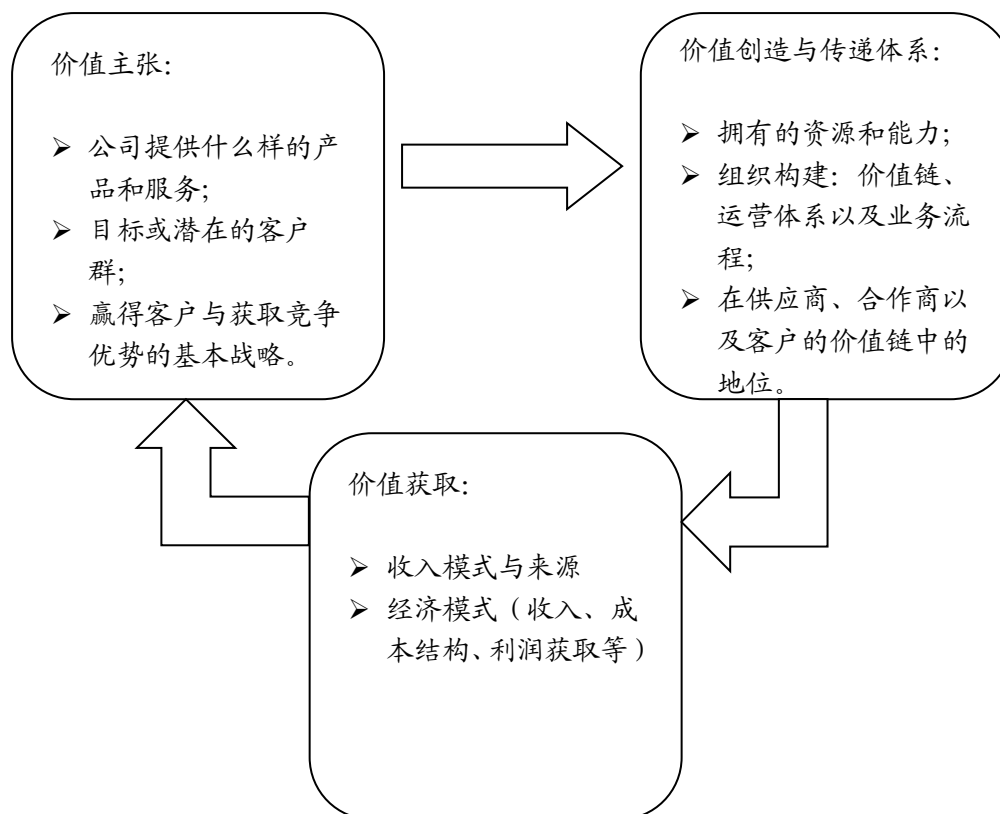 价值主张：
➢ 公司提供什么样的产
品和服务；
➢ 目标或潜在的客户
群；
➢ 赢得客户与获取竞争
优势的基本战略。
价值创造与传递体系：
➢ 拥有的资源和能力；
➢ 组织构建：价值链、
运营体系以及业务流
程；
➢ 在供应商、合作商以
及客户的价值链中的
地位。
价值获取：
➢ 收入模式与来源
➢ 经济模式（收入、成
本结构、利润获取等）